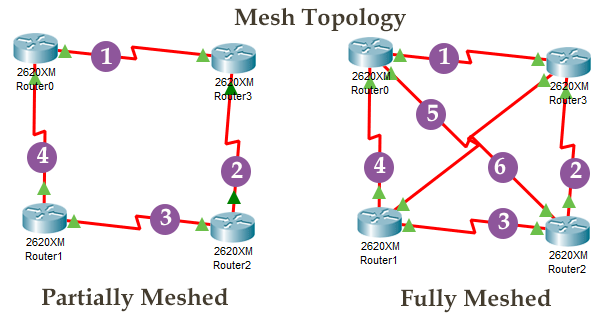 Mesh Topology
1
2620XM
Router0
2620XM
Router3
4
2
3
2620XM
Router1
2620XM
Router2
Partially Meshed
1
2620XM
Router0
2620XM
Router3
5
4
6
2
3
2620XM
Router1
2620XM
Router2
Fully Meshed